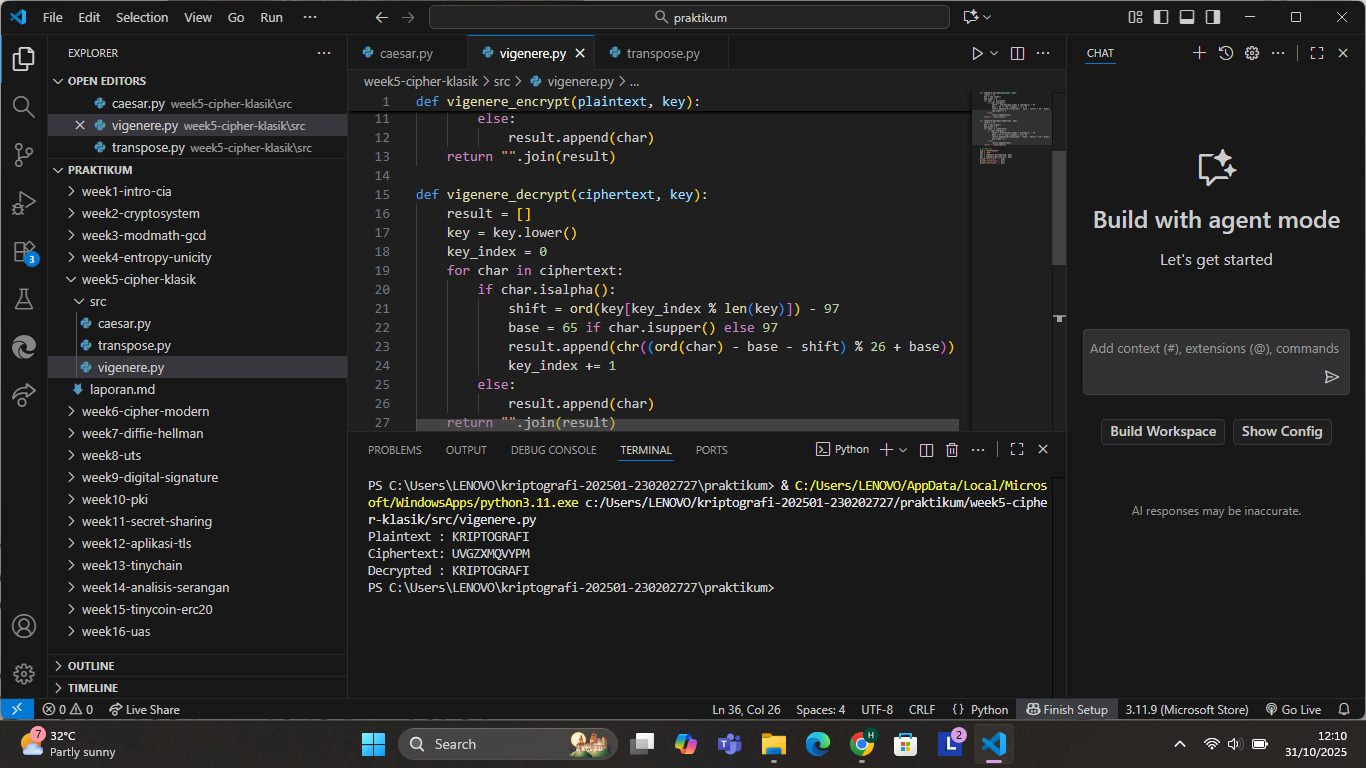 File Edit Selection View Go Run ···
praktikum
EXPLORER
OPEN EDITORS
caesar.py week5-cipher-klasik\src
vigenere.py week5-cipher-klasik\src
transpose.py week5-cipher-klasik\src
PRAKTIKUM
week1-intro-cia
week2-cryptosystem
week3-modmath-gcd
week4-entropy-unicity
week5-cipher-klasik
src
caesar.py
transpose.py
vigenere.py
laporan.md
week6-cipher-modern
week7-diffie-hellman
week8-uts
week9-digital-signature
week10-pki
week11-secret-sharing
week12-aplikasi-tls
week13-tinychain
week14-analisis-serangan
week15-tinycoin-erc20
week16-uas
OUTLINE
TIMELINE
3
caesar.py vigenere.py transpose.py
week5-cipher-klasik > src > vigenere.py > ...
1 def vigenere_encrypt(plaintext, key):
11 else:
12 result.append(char)
13 return "".join(result)
14
15 def vigenere_decrypt(ciphertext, key):
16 result = []
17 key = key.lower()
18 key_index = 0
19 for char in ciphertext:
20 if char.isalpha():
21 shift = ord(key[key_index % len(key)]) - 97
22 base = 65 if char.isupper() else 97
23 result.append(chr((ord(char) - base - shift) % 26 + base))
24 key_index += 1
25 else:
26 result.append(char)
27 return "".join(result)
PROBLEMS OUTPUT DEBUG CONSOLE TERMINAL PORTS
Python
PS C:\Users\LENOVO\kriptografi-202501-230202727\praktikum> & C:/Users/LENOVO/AppData/Local/Micros
oft/WindowsApps/python3.11.exe c:/Users/LENOVO/kriptografi-202501-230202727/praktikum/week5-ciphe
r-klasik/src/vigenere.py
Plaintext : KRIPTOGRAFI
Ciphertext: UVGZXMQVYPM
Decrypted : KRIPTOGRAFI
PS C:\Users\LENOVO\kriptografi-202501-230202727\praktikum>
CHAT
Build with agent mode
Let's get started
Add context (#), extensions (@), commands
Build Workspace Show Config
AI responses may be inaccurate.
0 0 Live Share
Ln 36, Col 26 Spaces: 4 UTF-8 CRLF {} Python Finish Setup 3.11.9 (Microsoft Store) Go Live
7
32°C
Partly sunny
Search
H
L
2
12:10
31/10/2025